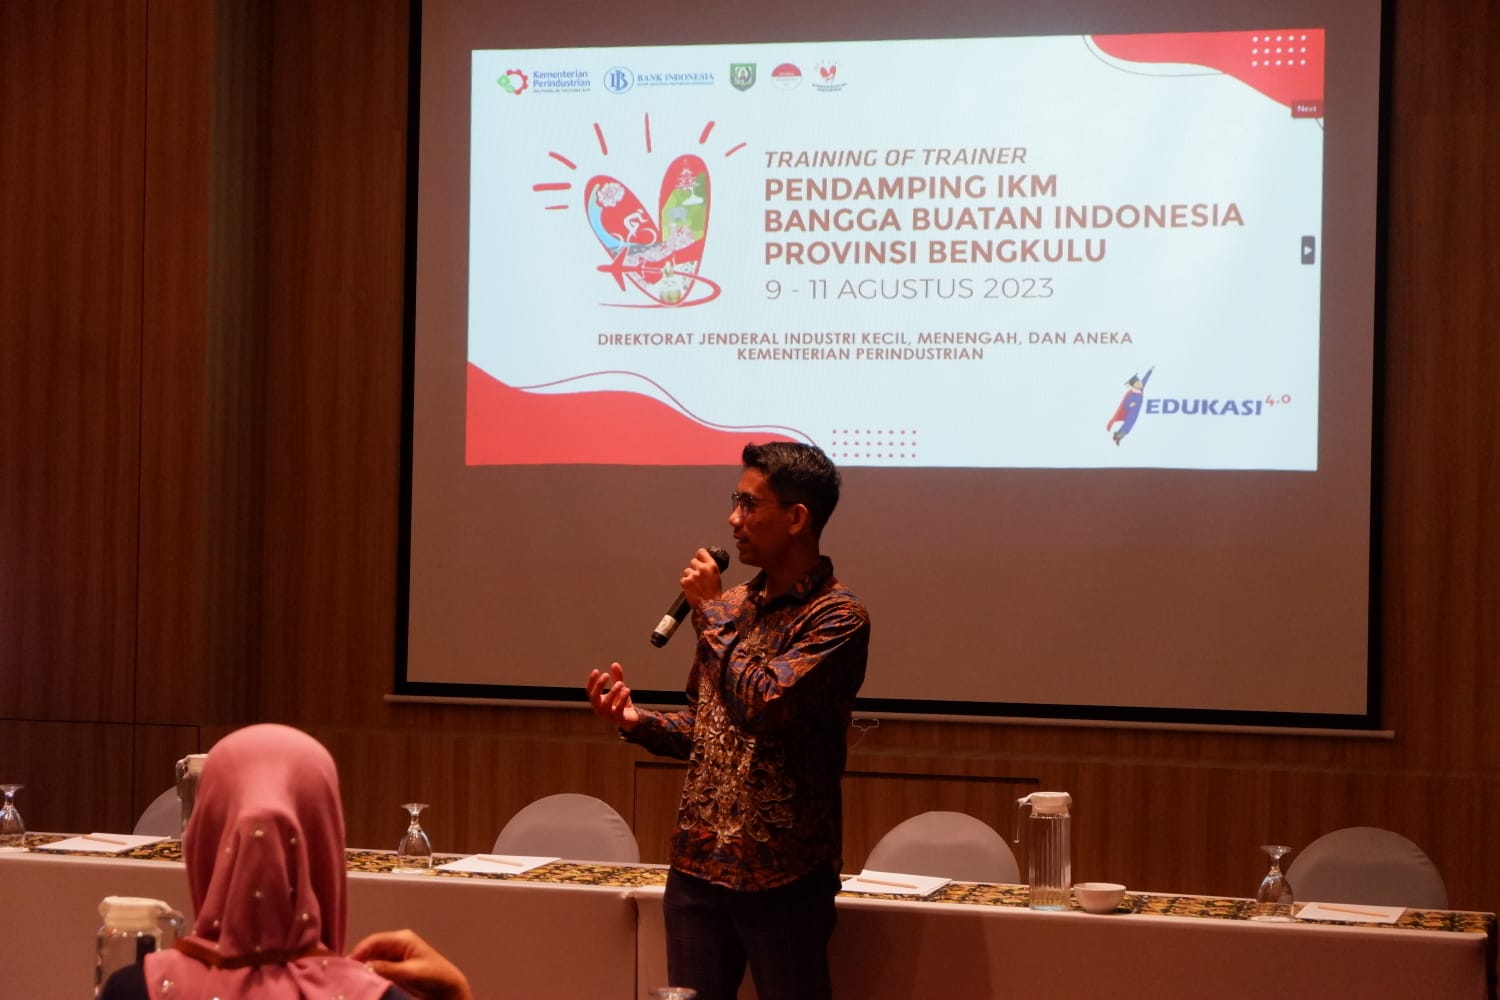 Kementerian
Perindustrian
BANK INDONESIA
Next
TRAINING OF TRAINER
PENDAMPING IKM
BANGGA BUATAN INDONESIA
PROVINSI BENGKULU
9 - 11 AGUSTUS 2023
DIREKTORAT JENDERAL INDUSTRI KECIL, MENENGAH, DAN ANEKA
KEMENTERIAN PERINDUSTRIAN
EDUKASI 4.0